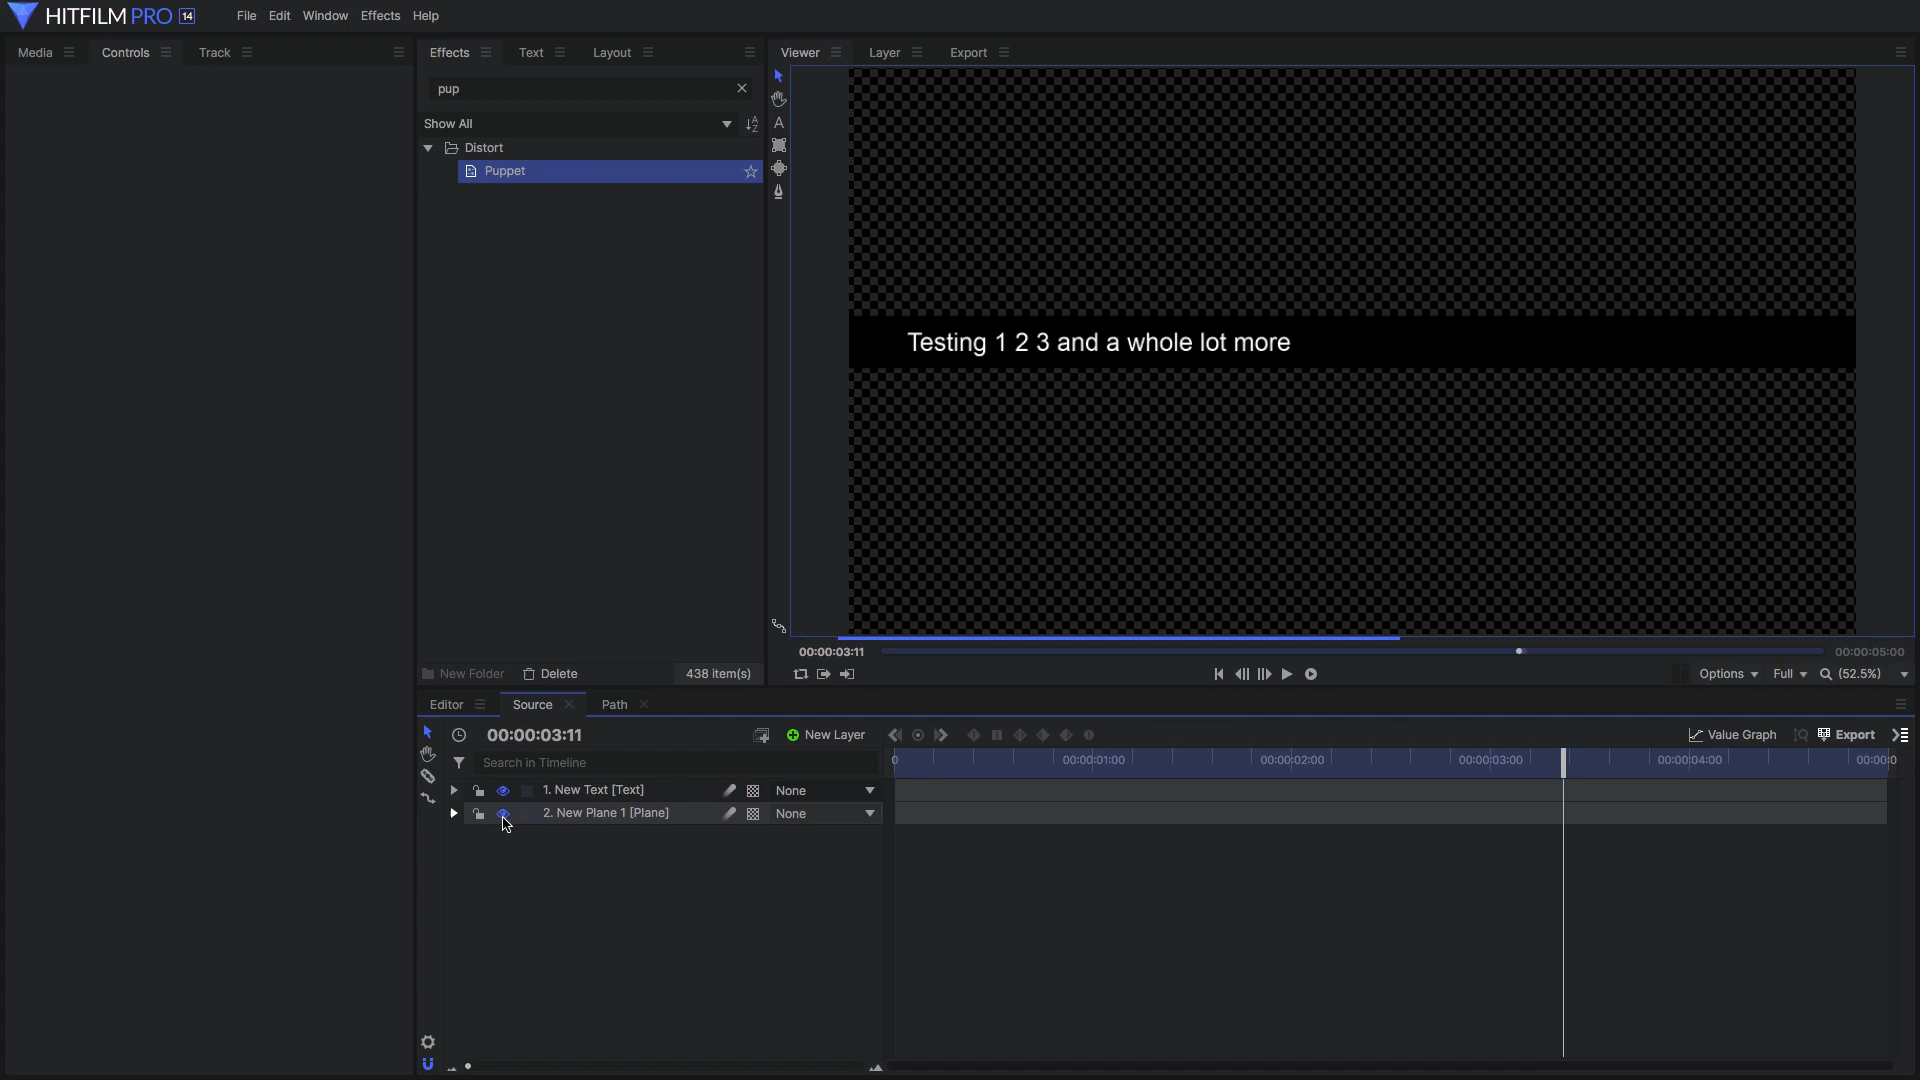 HITFILM PRO 14 File Edit Window Effects Help
Media Controls Track Effects Text Layout Viewer Layer Export
pup
Show All
Distort
Puppet
Testing 1 2 3 and a whole lot more
00:00:03:11 00:00:05:00
New Folder Delete 438 item(s) Options Full (52.5%)
Editor Source Path
00:00:03:11 New Layer Value Graph Export
Search in Timeline 0 00:00:01:00 00:00:02:00 00:00:03:00 00:00:04:00 00:00:0
1. New Text [Text] None
2. New Plane 1 [Plane] None